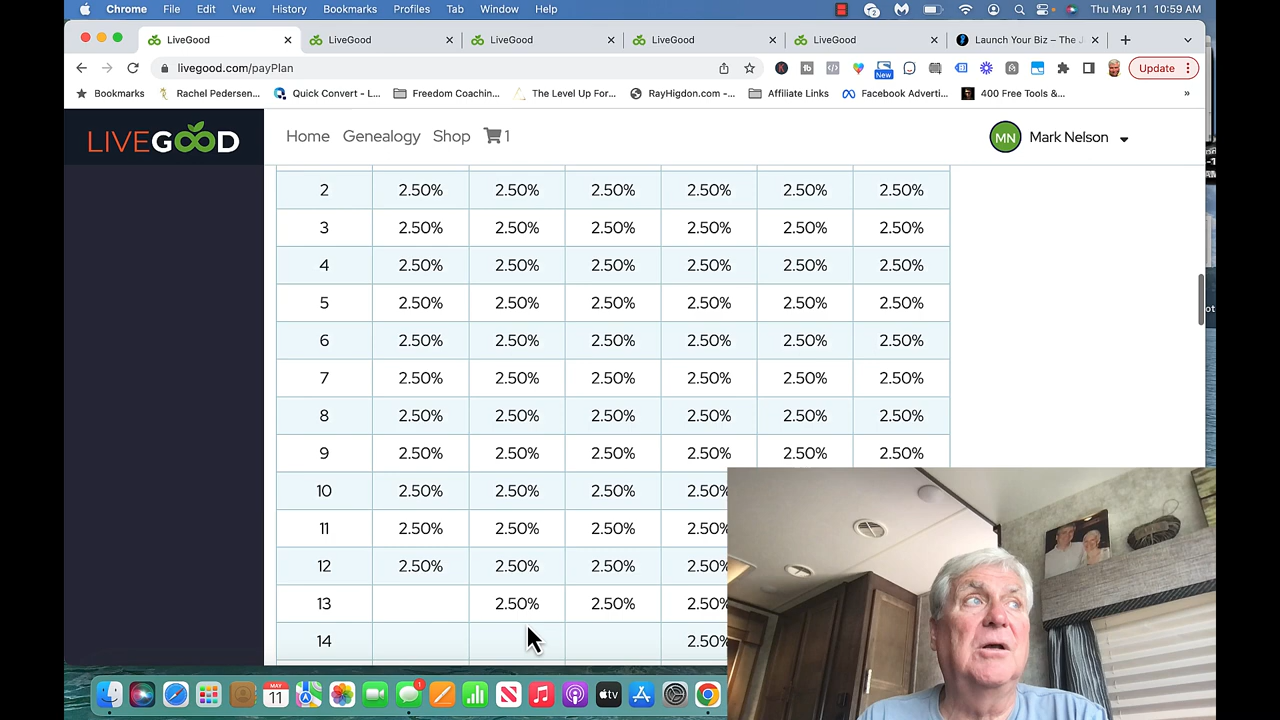 Chrome File Edit View History Bookmarks Profiles Tab Window Help 2 Thu May 11 10:59 AM
LiveGood LiveGood LiveGood LiveGood LiveGood Launch Your Biz – The J
livegood.com/payPlan New Update
Bookmarks Rachel Pedersen... Quick Convert - L... Freedom Coachin... The Level Up For... RayHigdon.com -... Affiliate Links Facebook Adverti... 400 Free Tools &... »
LIVEGOOD Home Genealogy Shop 1 MN Mark Nelson
2 2.50% 2.50% 2.50% 2.50% 2.50% 2.50%
3 2.50% 2.50% 2.50% 2.50% 2.50% 2.50%
4 2.50% 2.50% 2.50% 2.50% 2.50% 2.50%
5 2.50% 2.50% 2.50% 2.50% 2.50% 2.50%
6 2.50% 2.50% 2.50% 2.50% 2.50% 2.50%
7 2.50% 2.50% 2.50% 2.50% 2.50% 2.50%
8 2.50% 2.50% 2.50% 2.50% 2.50% 2.50%
9 2.50% 2.50% 2.50% 2.50% 2.50% 2.50%
10 2.50% 2.50% 2.50% 2.50%
11 2.50% 2.50% 2.50% 2.50%
12 2.50% 2.50% 2.50% 2.50%
13 2.50% 2.50% 2.50%
14 2.50%
MAY
11 1 tv